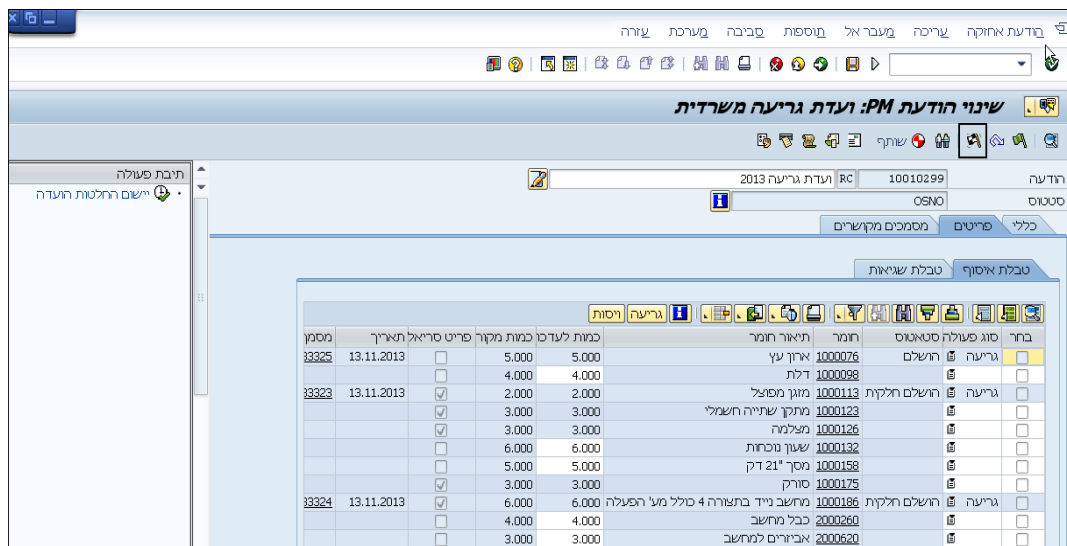 הודעת אחזקה עריכה מעבר אל תוספות סביבה מערכת עזרה
שינוי הודעת PM: ועדת גריעה משרדית
שותף
תיבת פעולה
יישום החלטות הועדה
הודעה 10010299 RC ועדת גריעה 2013
סטטוס OSNO
כללי פריטים מסמכים מקושרים
טבלת איסוף טבלת שגיאות
גריעה ויסות
בחר סוג פעולה סטאטוס חומר תיאור חומר כמות לעדכו כמות מקור פריט סריאל תאריך מסמך
גריעה הושלם 1000076 ארון עץ 5.000 5.000 13.11.2013 33325
1000098 דלת 4.000 4.000
גריעה הושלם חלקית 1000113 מזגן מפוצל 2.000 2.000 13.11.2013 33323
1000123 מתקן שתייה חשמלי 3.000 3.000
1000126 מצלמה 3.000 3.000
1000132 שעון נוכחות 6.000 6.000
1000158 מסך "21 דק 5.000 5.000
1000175 סורק 3.000 3.000
גריעה הושלם חלקית 1000186 מחשב נייד בתצורה 4 כולל מע' הפעלה 6.000 6.000 13.11.2013 33324
2000260 כבל מחשב 4.000 4.000
2000620 אביזרים למחשב 3.000 3.000